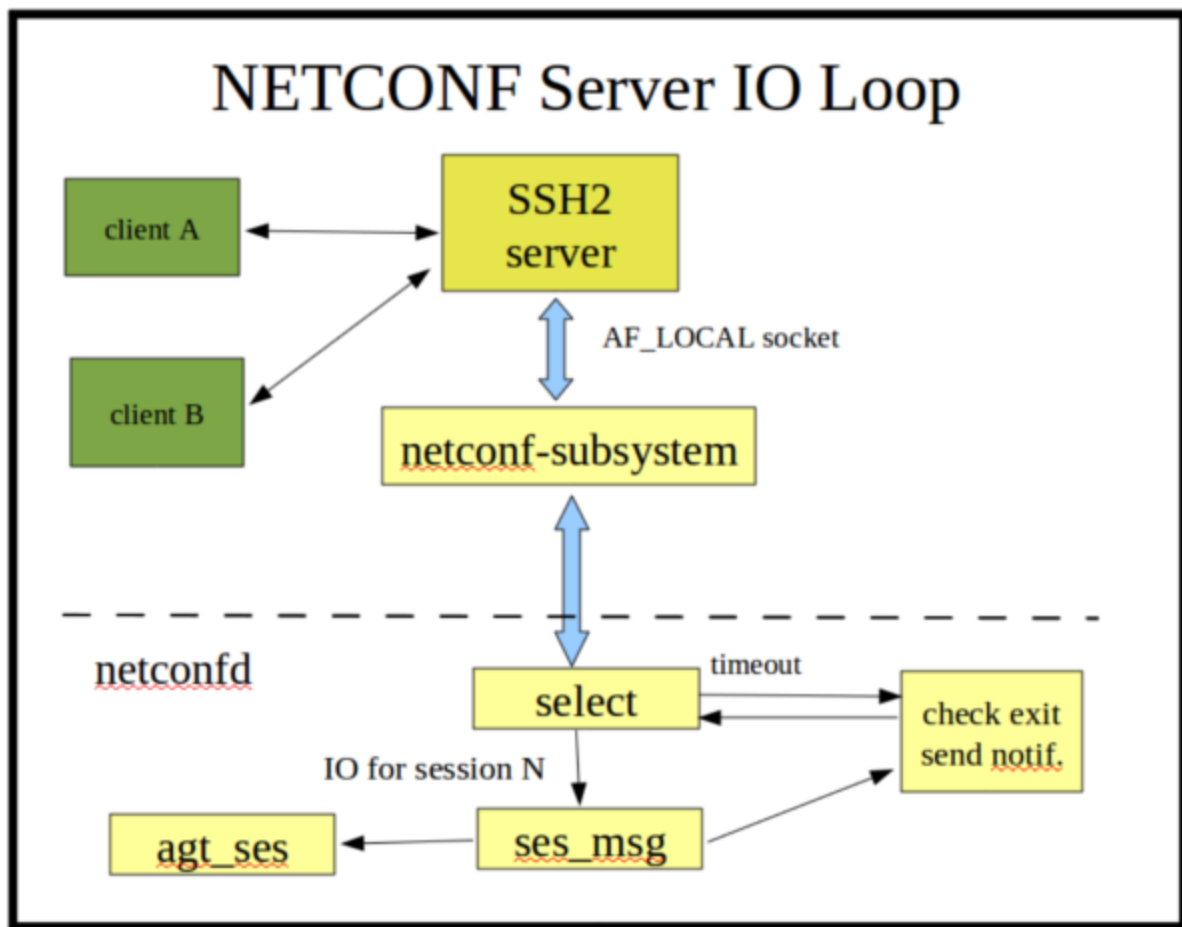 NETCONF Server IO Loop
client A
SSH2
server
AF_LOCAL socket
client B
netconf-subsystem
netconfd
select
timeout
check exit
send notif.
IO for session N
agt_ses
ses_msg